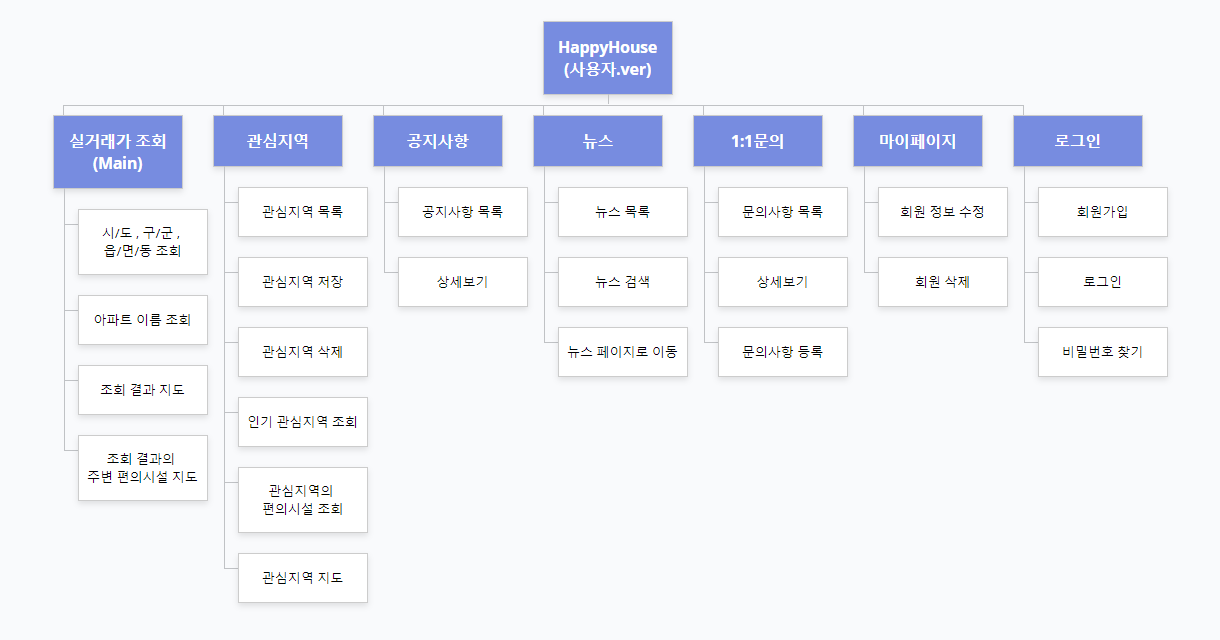 HappyHouse
(사용자.ver)
실거래가 조회
(Main)
시/도 , 구/군 ,
읍/면/동 조회
아파트 이름 조회
조회 결과 지도
조회 결과의
주변 편의시설 지도
관심지역
관심지역 목록
관심지역 저장
관심지역 삭제
인기 관심지역 조회
관심지역의
편의시설 조회
관심지역 지도
공지사항
공지사항 목록
상세보기
뉴스
뉴스 목록
뉴스 검색
뉴스 페이지로 이동
1:1문의
문의사항 목록
상세보기
문의사항 등록
마이페이지
회원 정보 수정
회원 삭제
로그인
회원가입
로그인
비밀번호 찾기